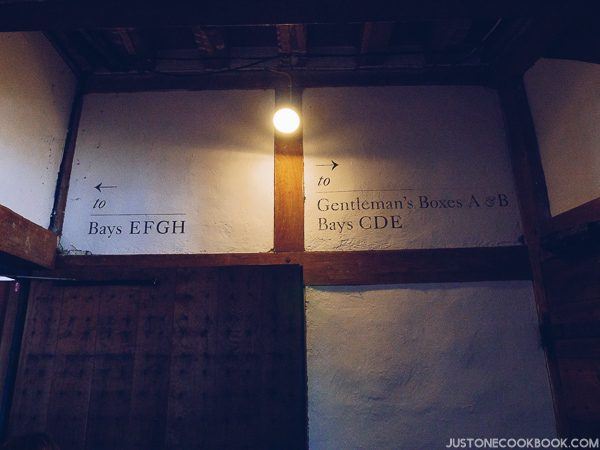 ←
to
Bays EFGH
→
to
Gentleman's Boxes A & B
Bays CDE
JUSTONECOOKBOOK.COM